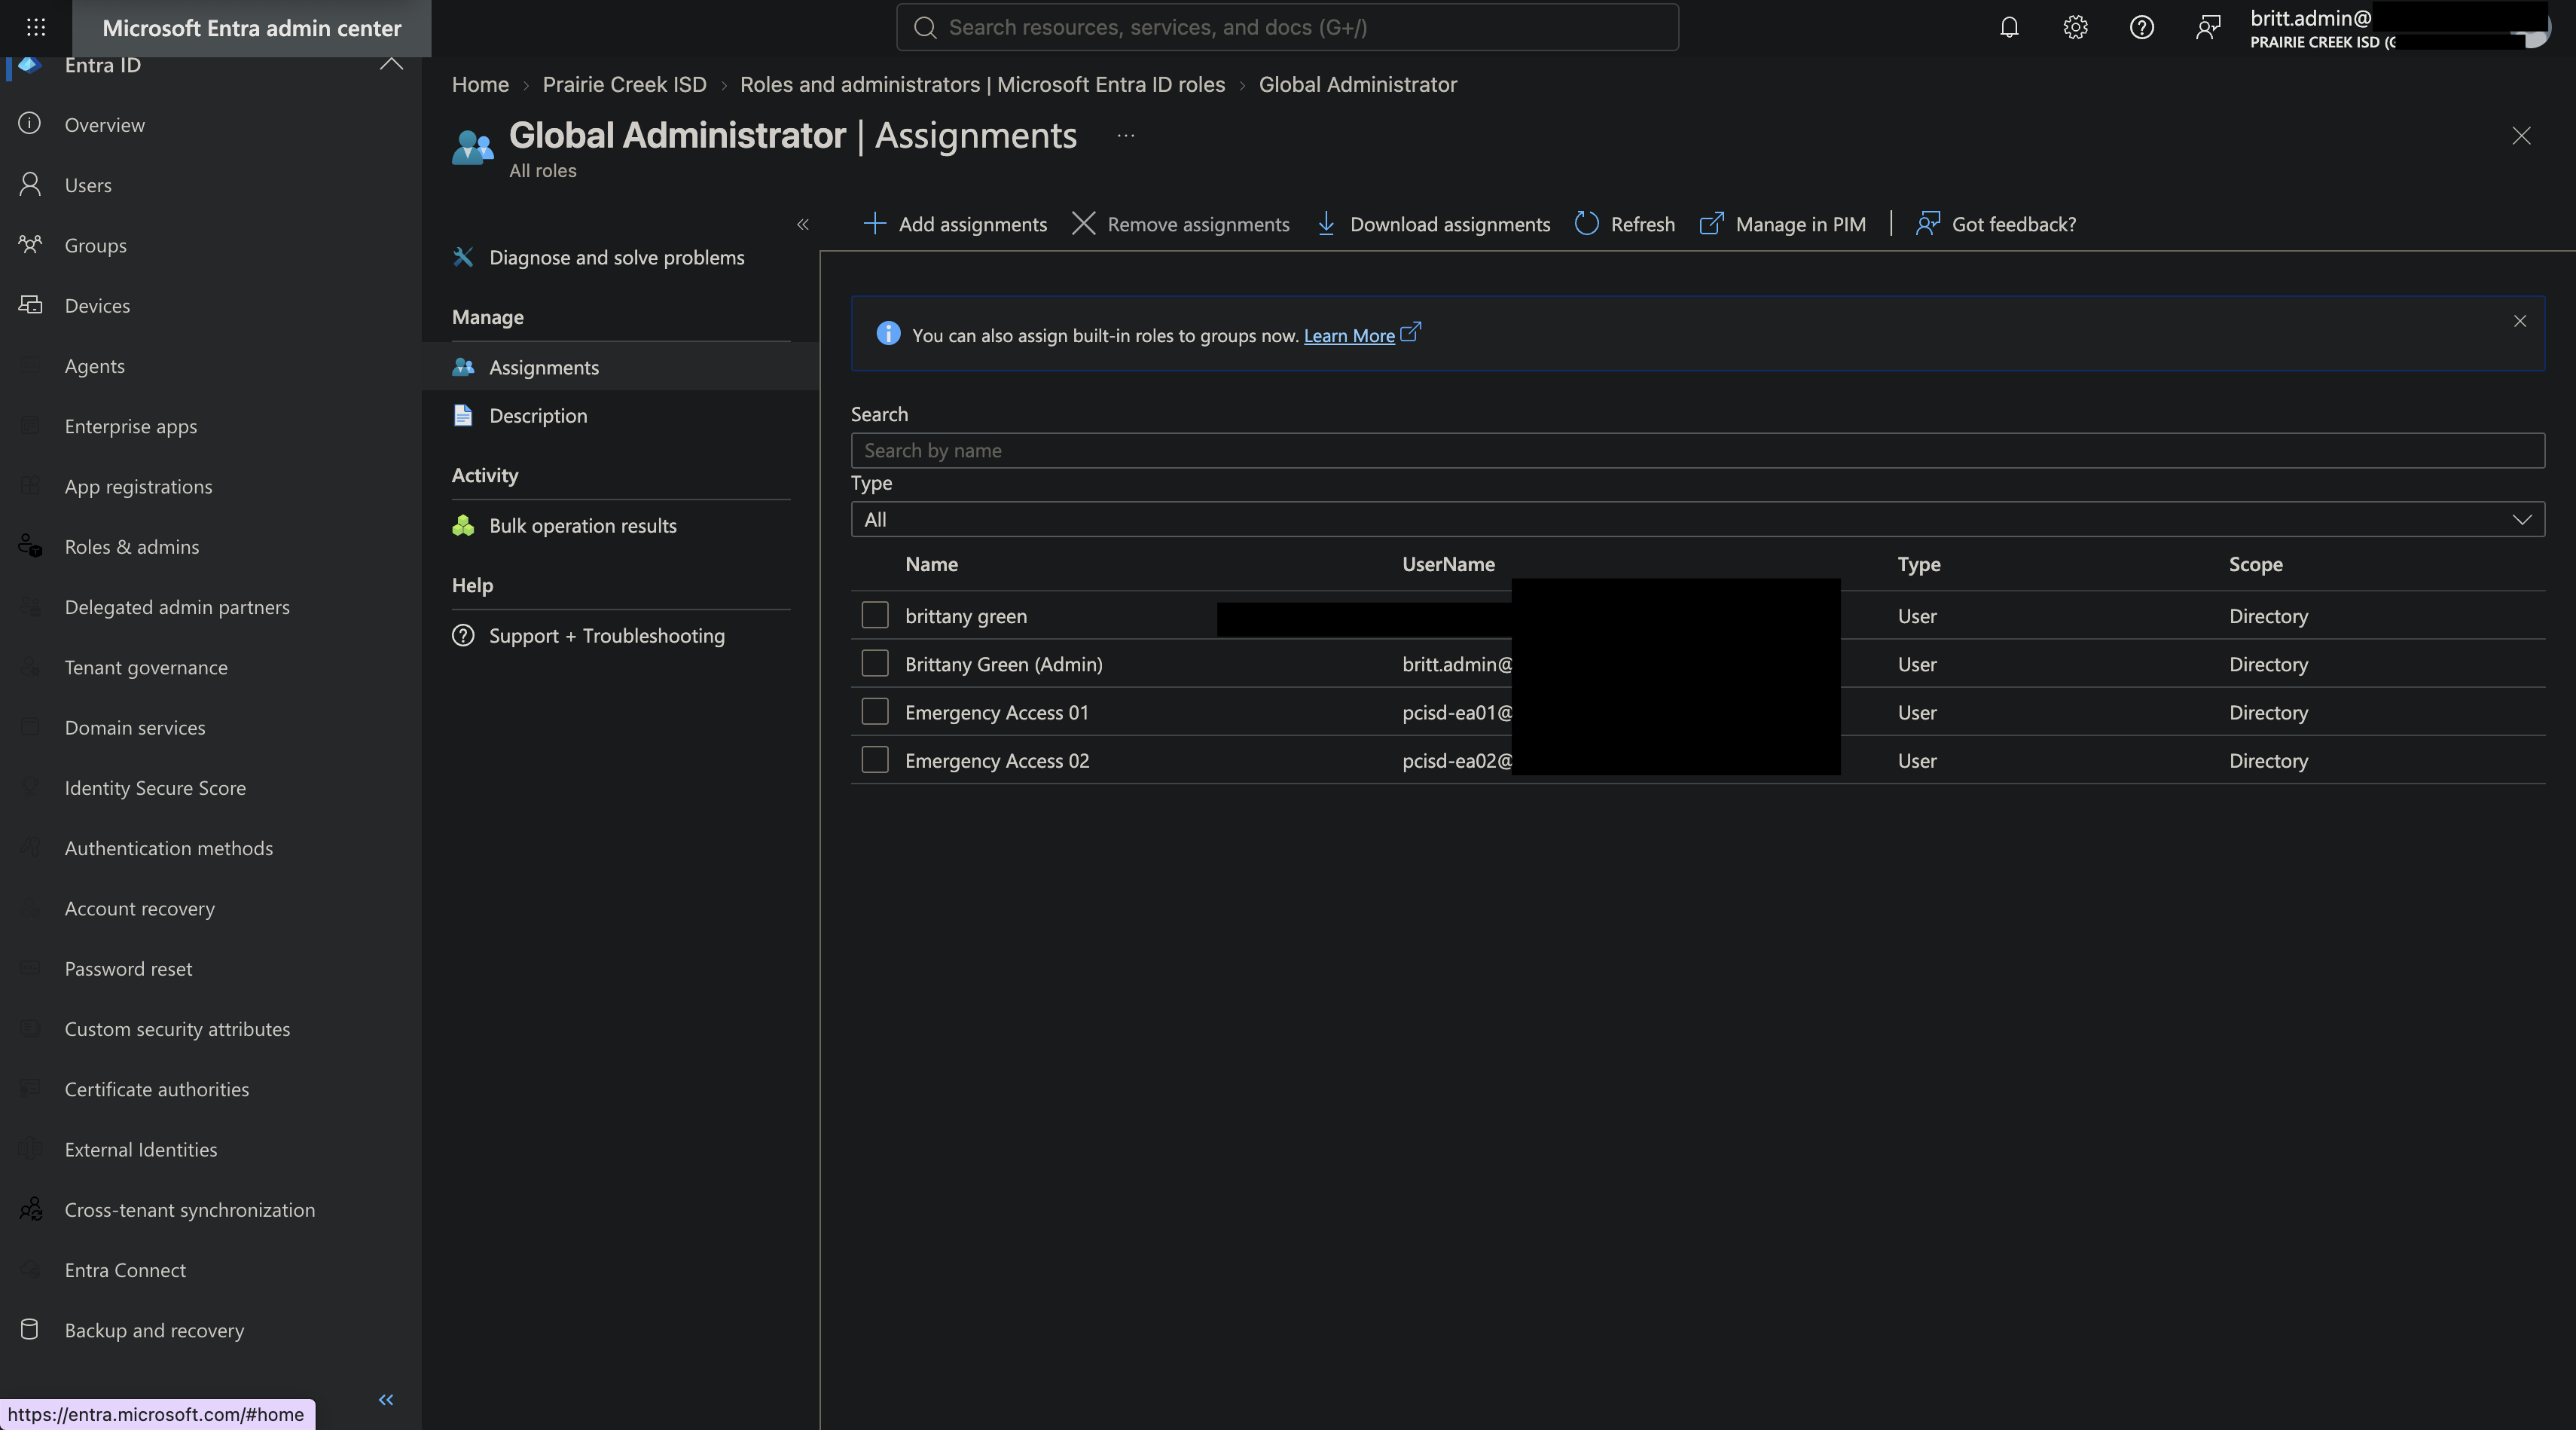 Microsoft Entra admin center
Search resources, services, and docs (G+/)
britt.admin@
PRAIRIE CREEK ISD (
Entra ID
Overview
Users
Groups
Devices
Agents
Enterprise apps
App registrations
Roles & admins
Delegated admin partners
Tenant governance
Domain services
Identity Secure Score
Authentication methods
Account recovery
Password reset
Custom security attributes
Certificate authorities
External Identities
Cross-tenant synchronization
Entra Connect
Backup and recovery
https://entra.microsoft.com/#home
Home > Prairie Creek ISD > Roles and administrators | Microsoft Entra ID roles > Global Administrator
Global Administrator | Assignments ...
All roles
Diagnose and solve problems
Manage
Assignments
Description
Activity
Bulk operation results
Help
Support + Troubleshooting
Add assignments Remove assignments Download assignments Refresh Manage in PIM | Got feedback?
You can also assign built-in roles to groups now. Learn More
Search
Search by name
Type
All
Name UserName Type Scope
brittany green User Directory
Brittany Green (Admin) britt.admin@ User Directory
Emergency Access 01 pcisd-ea01@ User Directory
Emergency Access 02 pcisd-ea02@ User Directory